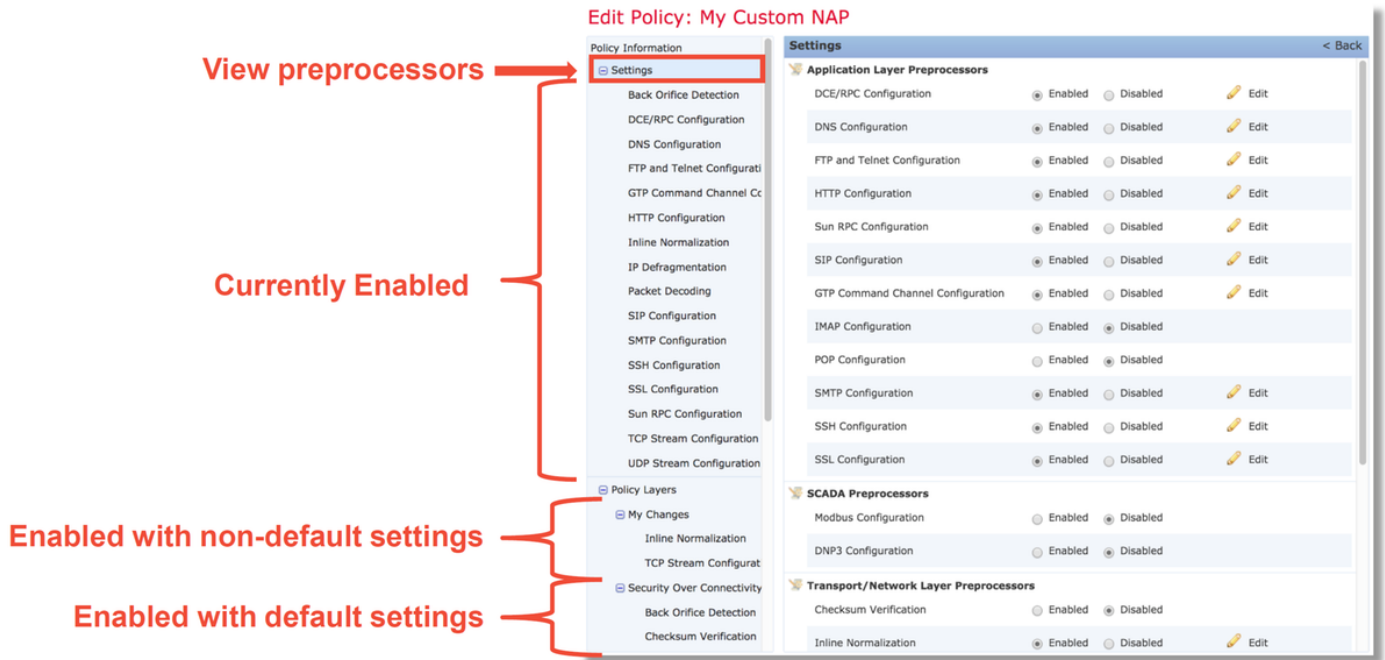 Edit Policy: My Custom NAP
View preprocessors
Currently Enabled
Enabled with non-default settings
Enabled with default settings
Policy Information
Settings
Back Orifice Detection
DCE/RPC Configuration
DNS Configuration
FTP and Telnet Configurati
GTP Command Channel Cc
HTTP Configuration
Inline Normalization
IP Defragmentation
Packet Decoding
SIP Configuration
SMTP Configuration
SSH Configuration
SSL Configuration
Sun RPC Configuration
TCP Stream Configuration
UDP Stream Configuration
Policy Layers
My Changes
Inline Normalization
TCP Stream Configurat
Security Over Connectivity
Back Orifice Detection
Checksum Verification
Settings < Back
Application Layer Preprocessors
DCE/RPC Configuration Enabled Disabled Edit
DNS Configuration Enabled Disabled Edit
FTP and Telnet Configuration Enabled Disabled Edit
HTTP Configuration Enabled Disabled Edit
Sun RPC Configuration Enabled Disabled Edit
SIP Configuration Enabled Disabled Edit
GTP Command Channel Configuration Enabled Disabled Edit
IMAP Configuration Enabled Disabled
POP Configuration Enabled Disabled
SMTP Configuration Enabled Disabled Edit
SSH Configuration Enabled Disabled Edit
SSL Configuration Enabled Disabled Edit
SCADA Preprocessors
Modbus Configuration Enabled Disabled
DNP3 Configuration Enabled Disabled
Transport/Network Layer Preprocessors
Checksum Verification Enabled Disabled
Inline Normalization Enabled Disabled Edit